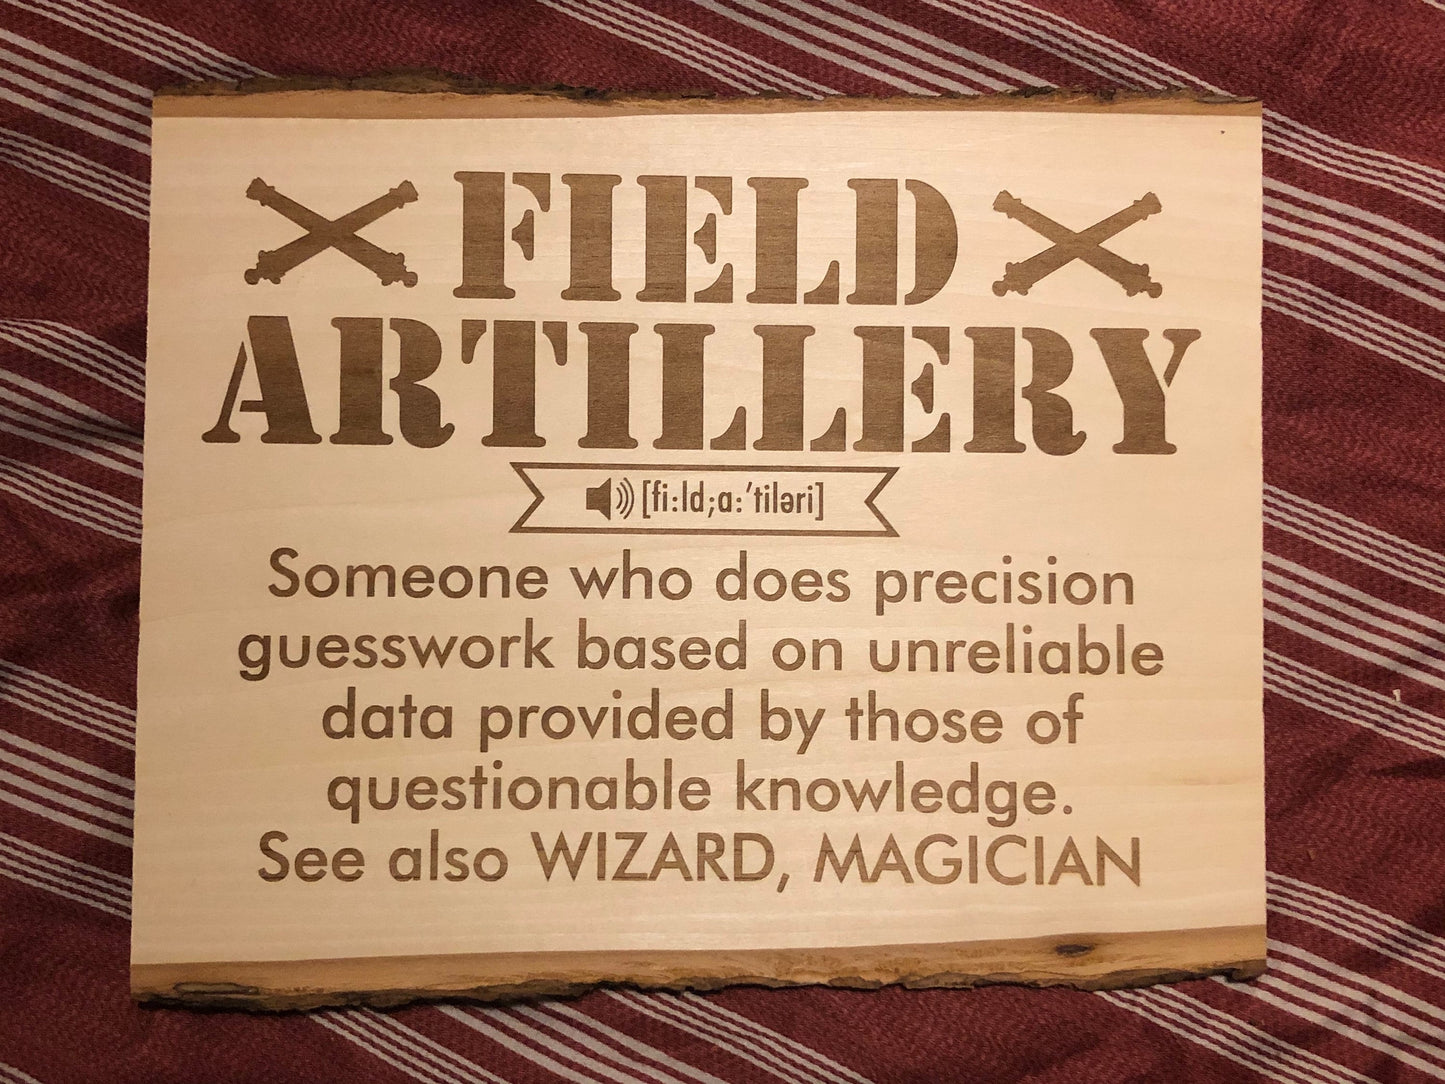 FIELD
ARTILLERY
[fi:ld;ɑ:ʹtiləri]
Someone who does precision
guesswork based on unreliable
data provided by those of
questionable knowledge.
See also WIZARD, MAGICIAN